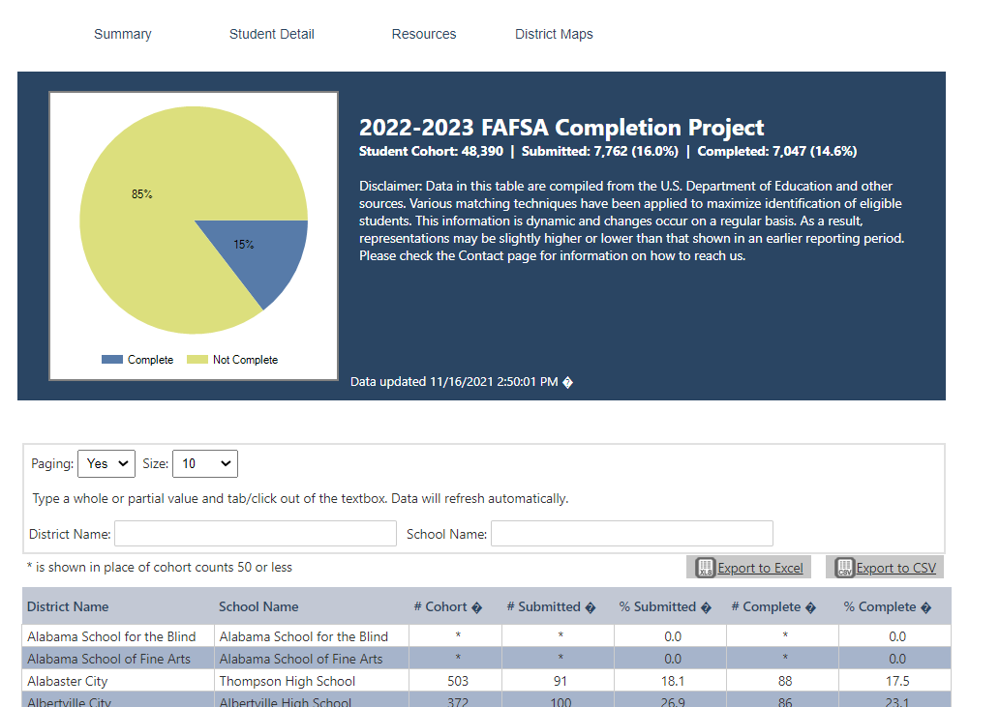 Summary Student Detail Resources District Maps
85%
15%
Complete Not Complete
2022-2023 FAFSA Completion Project
Student Cohort: 48,390 | Submitted: 7,762 (16.0%) | Completed: 7,047 (14.6%)
Disclaimer: Data in this table are compiled from the U.S. Department of Education and other
sources. Various matching techniques have been applied to maximize identification of eligible
students. This information is dynamic and changes occur on a regular basis. As a result,
representations may be slightly higher or lower than that shown in an earlier reporting period.
Please check the Contact page for information on how to reach us.
Data updated 11/16/2021 2:50:01 PM �
Paging: Yes Size: 10
Type a whole or partial value and tab/click out of the textbox. Data will refresh automatically.
District Name: School Name:
* is shown in place of cohort counts 50 or less
XLS Export to Excel CSV Export to CSV
District Name School Name # Cohort � # Submitted � % Submitted � # Complete � % Complete �
Alabama School for the Blind Alabama School for the Blind * * 0.0 * 0.0
Alabama School of Fine Arts Alabama School of Fine Arts * * 0.0 * 0.0
Alabaster City Thompson High School 503 91 18.1 88 17.5
Albertville City Albertville High School 372 100 26.9 86 23.1